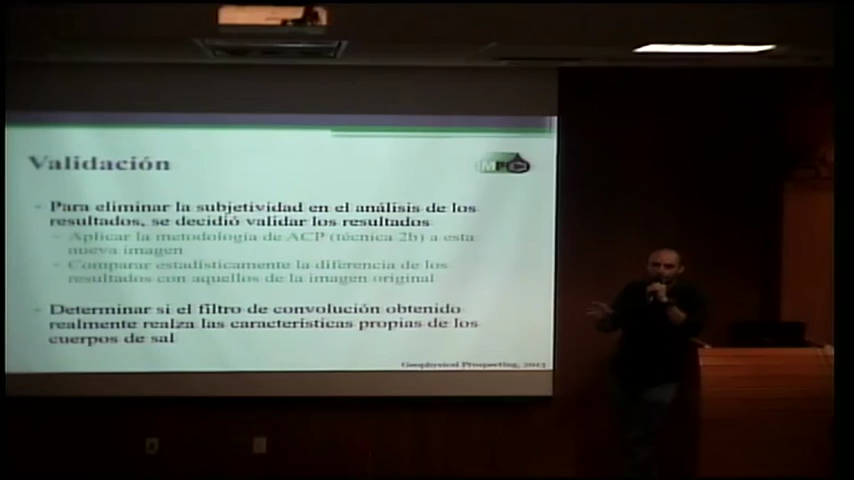 Validación
Para eliminar la subjetividad en el análisis de los
resultados, se decidió validar los resultados
Aplicar la metodología de ACP (técnica 2b) a esta
nueva imagen
Comparar estadísticamente la diferencia de los
resultados con aquellos de la imagen original
Determinar si el filtro de convolución obtenido
realmente realza las características propias de los
cuerpos de sal
Geophysical Prospecting, 2013